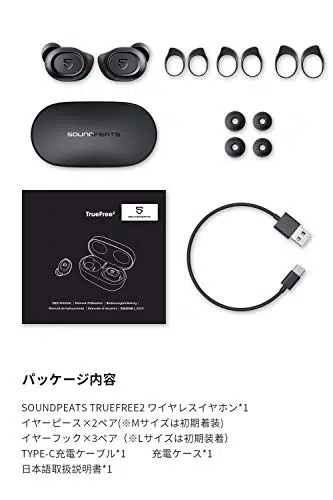 SOUNDPEATS
TrueFree²
SOUNDPEATS
パッケージ内容
SOUNDPEATS TRUEFREE2 ワイヤレスイヤホン*1
イヤーピース×2ペア(※Mサイズは初期着装)
イヤーフック×3ペア（※Lサイズは初期装着）
TYPE-C充電ケーブル*1 充電ケース*1
日本語取扱説明書*1